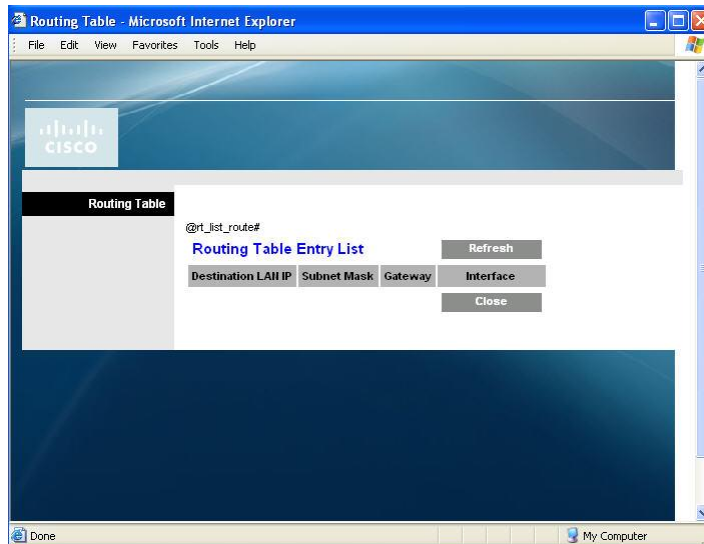 Routing Table - Microsoft Internet Explorer
File Edit View Favorites Tools Help
CISCO
Routing Table
@rt_list_route#
Routing Table Entry List Refresh
Destination LAN IP Subnet Mask Gateway Interface
Close
Done My Computer